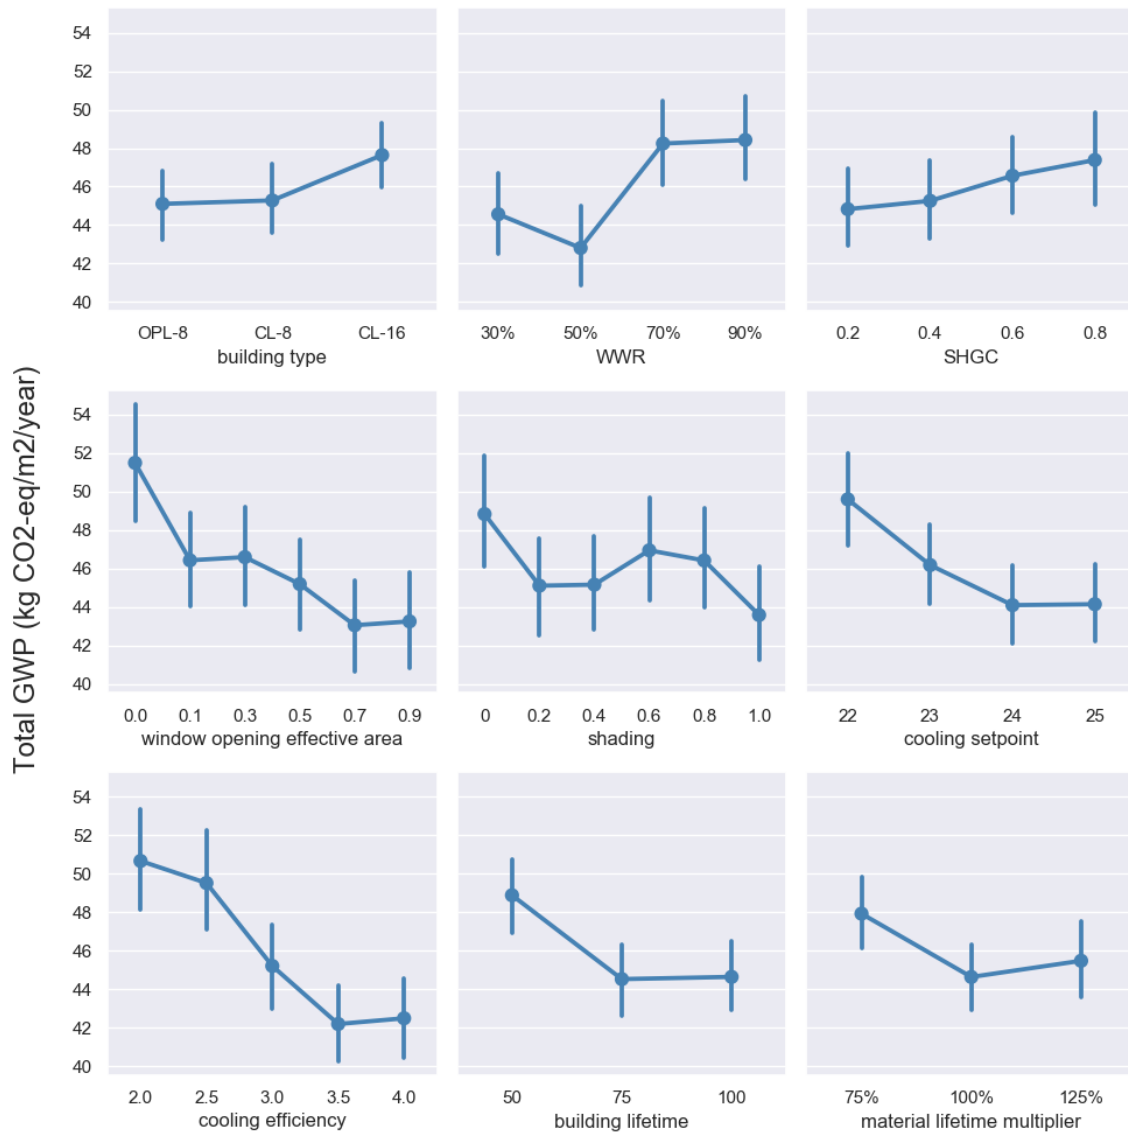 Total GWP (kg CO2-eq/m2/year)
54
52
50
48
46
44
42
40
OPL-8 CL-8 CL-16
building type
30% 50% 70% 90%
WWR
0.2 0.4 0.6 0.8
SHGC
54
52
50
48
46
44
42
40
0.0 0.1 0.3 0.5 0.7 0.9
window opening effective area
0 0.2 0.4 0.6 0.8 1.0
shading
22 23 24 25
cooling setpoint
54
52
50
48
46
44
42
40
2.0 2.5 3.0 3.5 4.0
cooling efficiency
50 75 100
building lifetime
75% 100% 125%
material lifetime multiplier